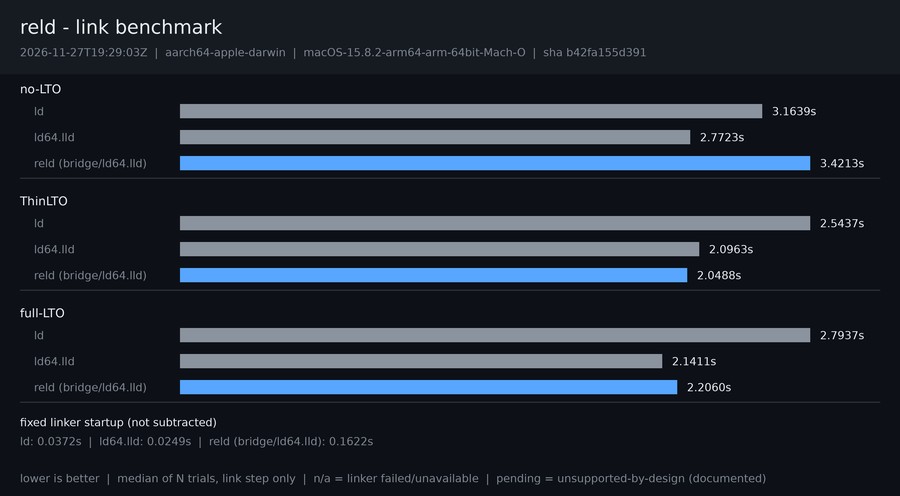 reld - link benchmark
2026-11-27T19:29:03Z | aarch64-apple-darwin | macOS-15.8.2-arm64-arm-64bit-Mach-O | sha b42fa155d391
no-LTO
ld 3.1639s
ld64.lld 2.7723s
reld (bridge/ld64.lld) 3.4213s
ThinLTO
ld 2.5437s
ld64.lld 2.0963s
reld (bridge/ld64.lld) 2.0488s
full-LTO
ld 2.7937s
ld64.lld 2.1411s
reld (bridge/ld64.lld) 2.2060s
fixed linker startup (not subtracted)
ld: 0.0372s | ld64.lld: 0.0249s | reld (bridge/ld64.lld): 0.1622s
lower is better | median of N trials, link step only | n/a = linker failed/unavailable | pending = unsupported-by-design (documented)